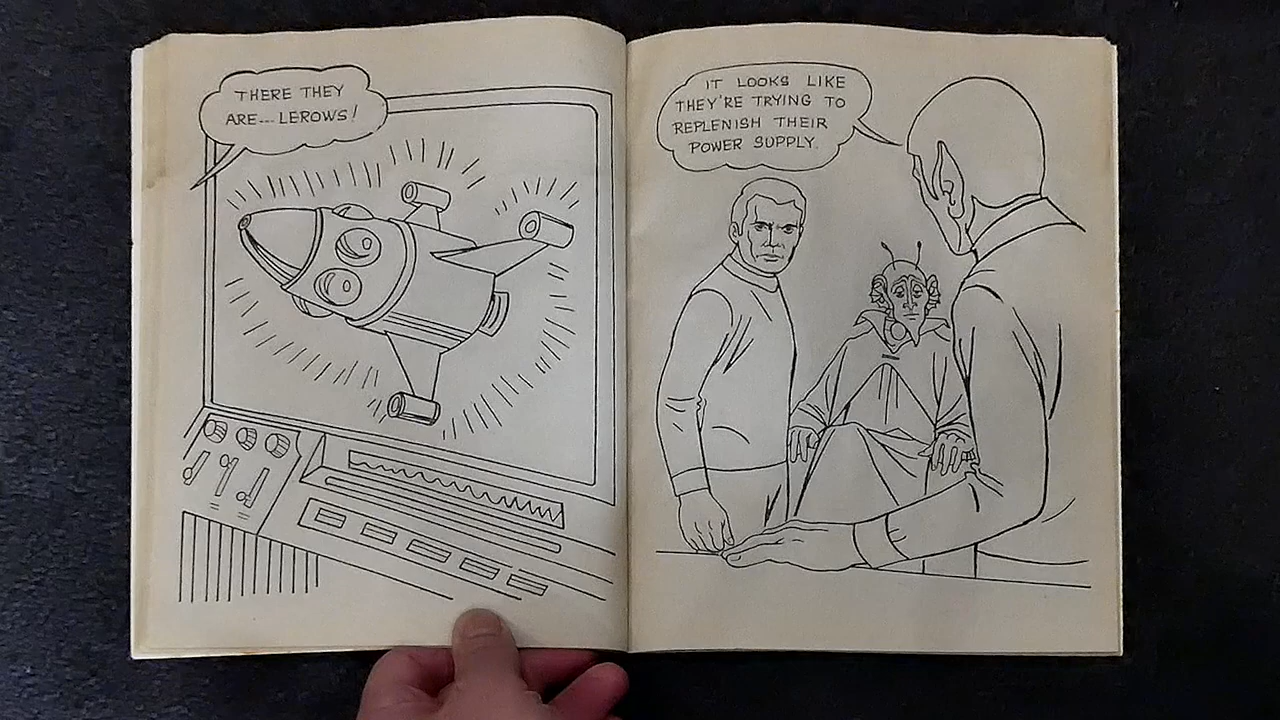 THERE THEY
ARE--- LEROWS!
IT LOOKS LIKE
THEY'RE TRYING TO
REPLENISH THEIR
POWER SUPPLY.